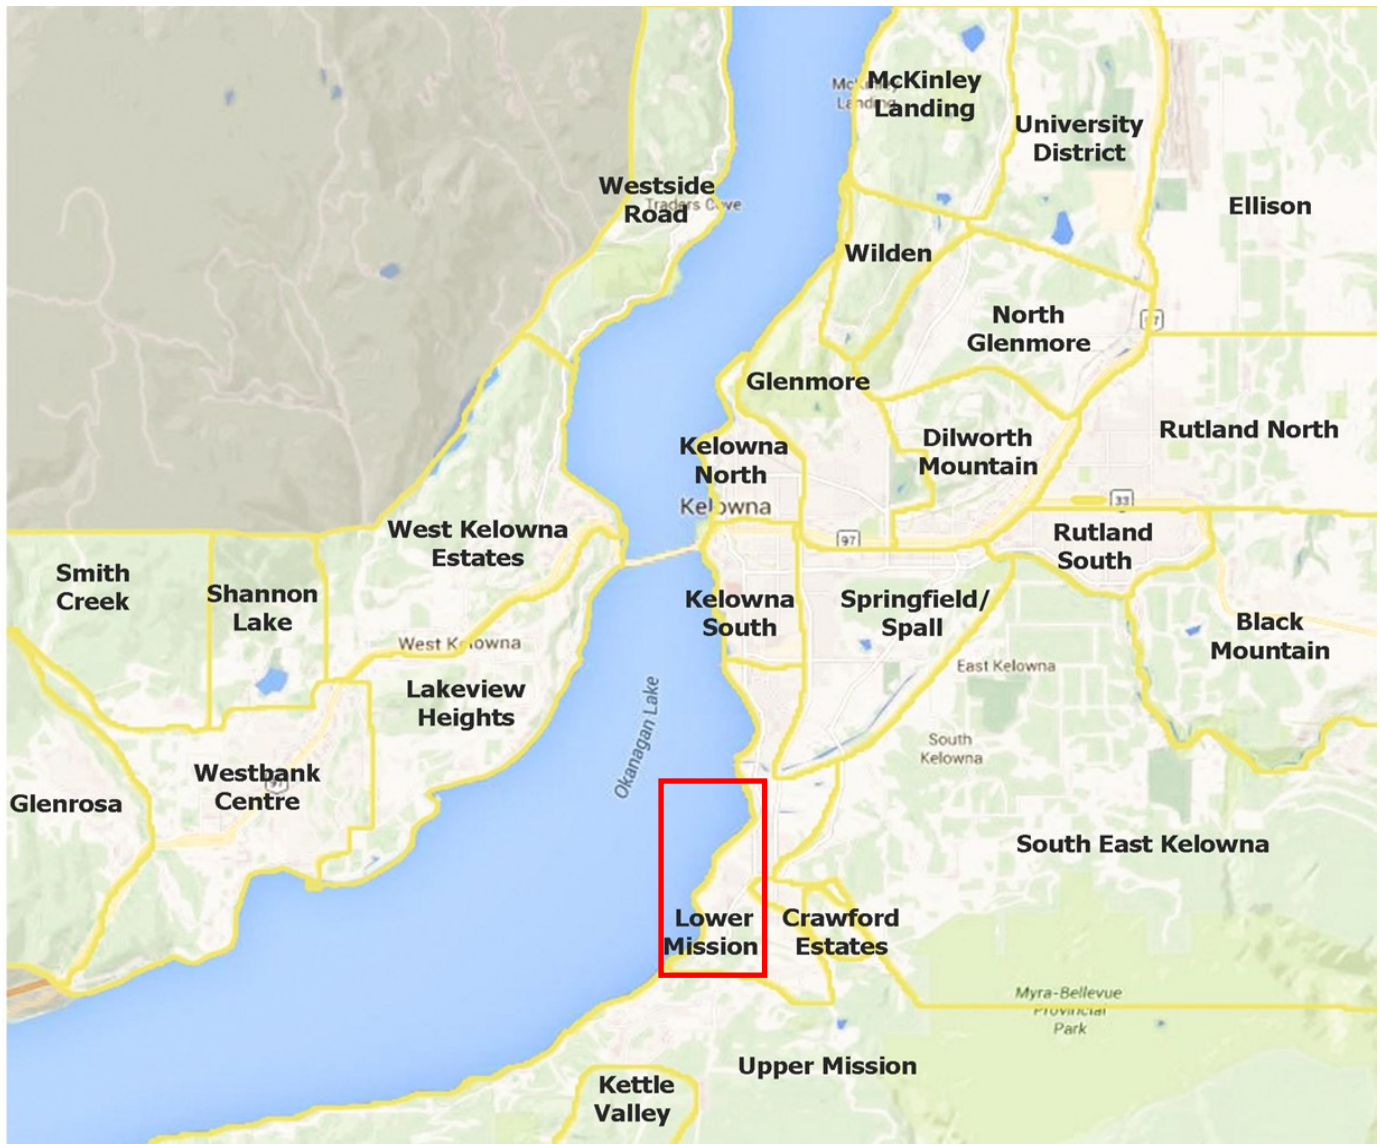 McKinley
Landing
University
District
Westside
Road
Traders Cove
Ellison
Wilden
North
Glenmore
97
Glenmore
Rutland North
Dilworth
Mountain
Kelowna
North
Kelowna
33
West Kelowna
Estates
97
Rutland
South
Smith
Creek
Shannon
Lake
Kelowna
South
Springfield/
Spall
Black
Mountain
West Kelowna
East Kelowna
Lakeview
Heights
Okanagan Lake
South
Kelowna
Westbank
Centre
97
Glenrosa
South East Kelowna
Lower
Mission
Crawford
Estates
Myra-Bellevue
Provincial
Park
Upper Mission
Kettle
Valley